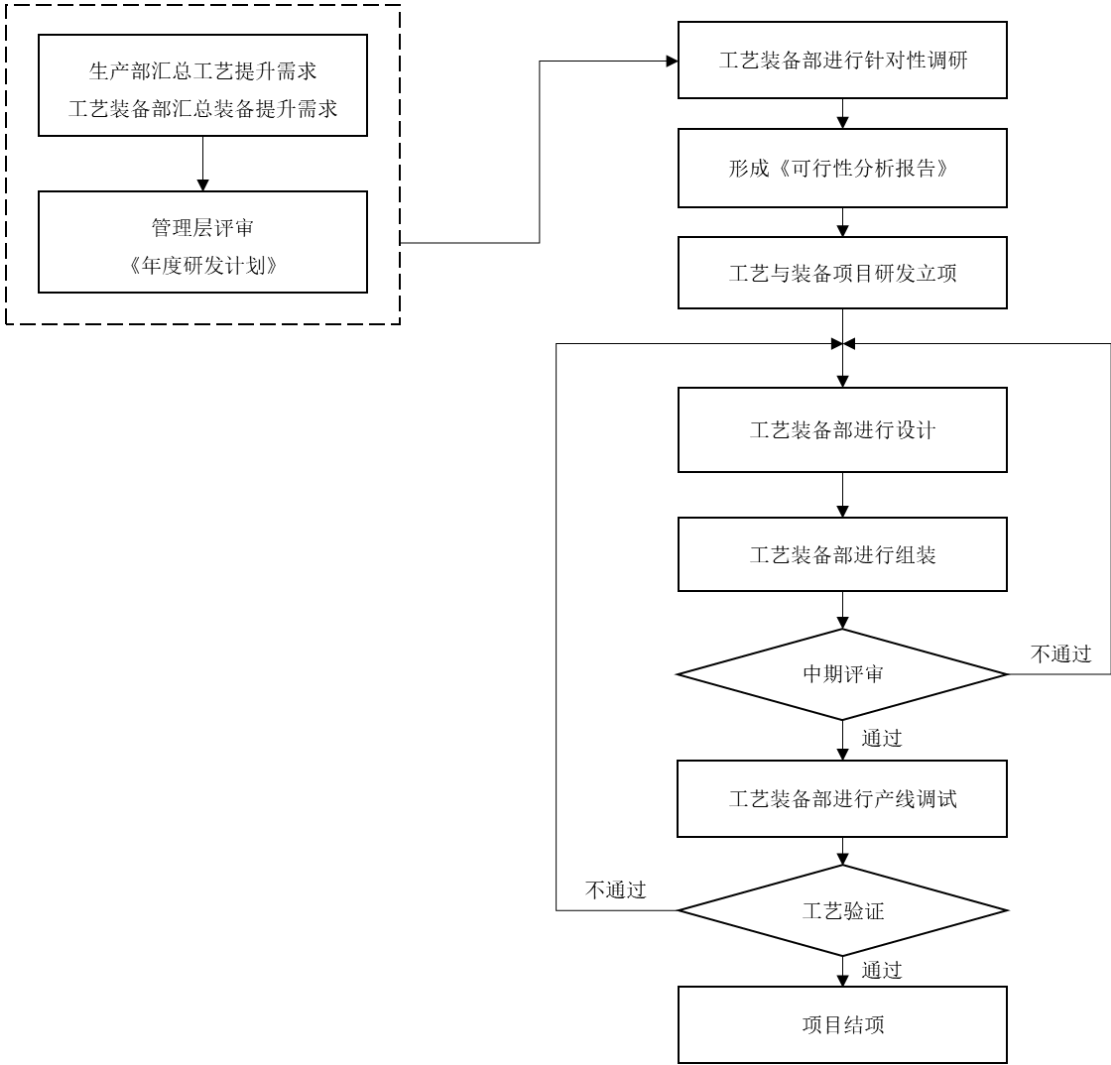 生产部汇总工艺提升需求
工艺装备部汇总装备提升需求
管理层评审
《年度研发计划》
工艺装备部进行针对性调研
形成《可行性分析报告》
工艺与装备项目研发立项
工艺装备部进行设计
工艺装备部进行组装
中期评审
不通过
通过
工艺装备部进行产线调试
不通过
工艺验证
通过
项目结项